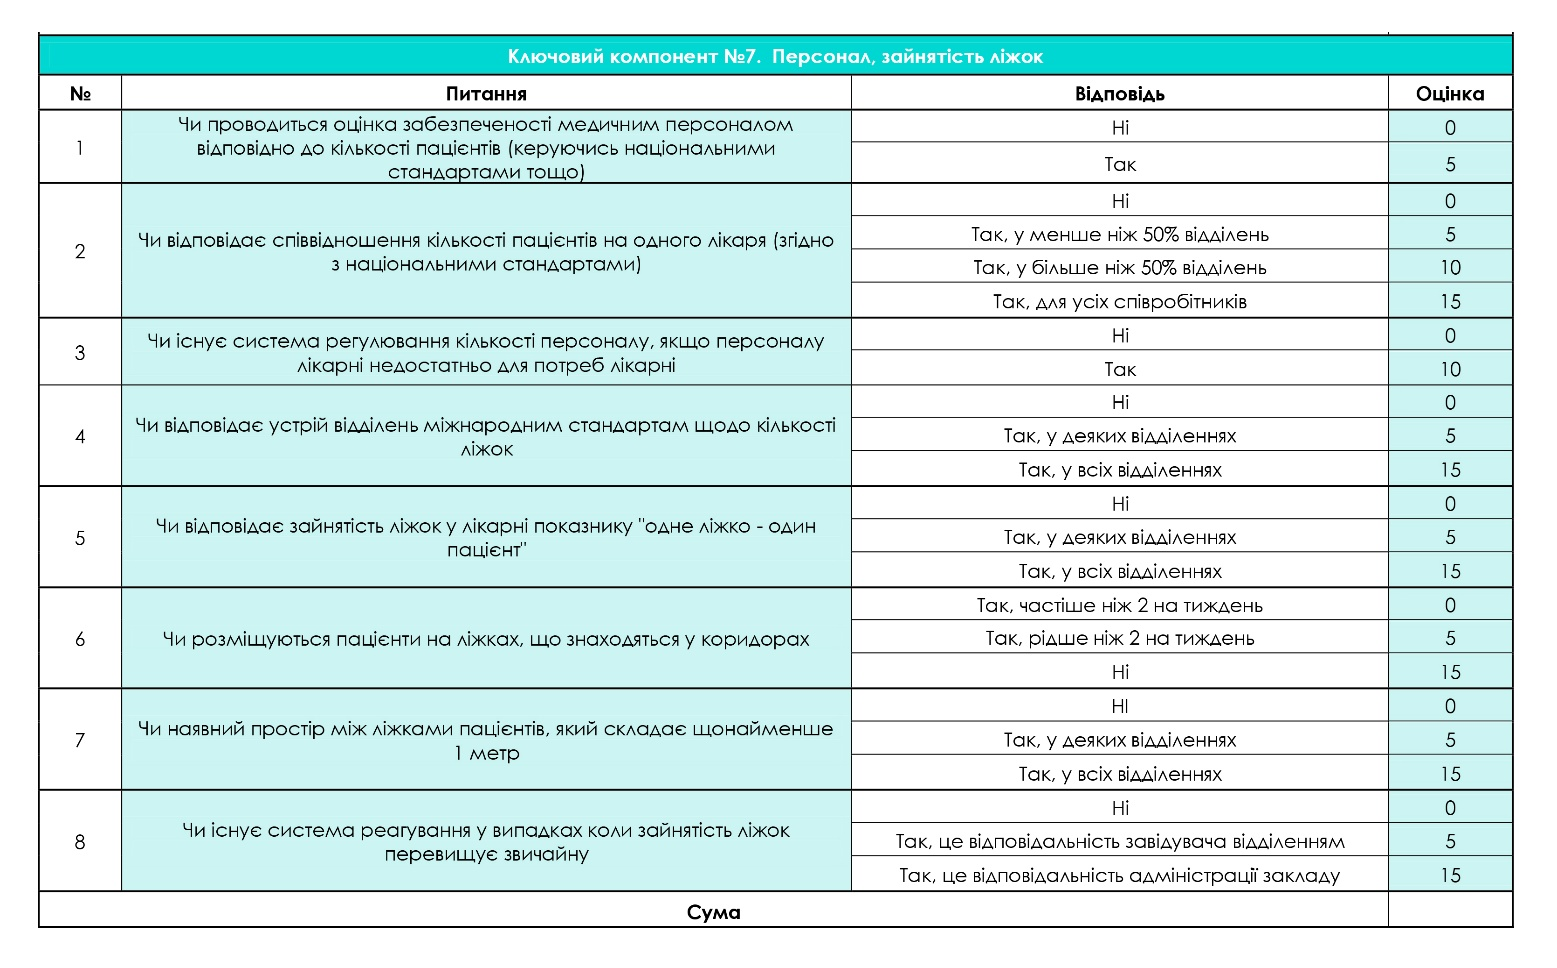 Ключовий компонент №7. Персонал, зайнятість ліжок
№ Питання Відповідь Оцінка
1
Чи проводиться оцінка забезпеченості медичним персоналом
відповідно до кількості пацієнтів (керуючись національними
стандартами тощо)
Ні 0
Так 5
2
Чи відповідає співвідношення кількості пацієнтів на одного лікаря (згідно
з національними стандартами)
Ні 0
Так, у менше ніж 50% відділень 5
Так, у більше ніж 50% відділень 10
Так, для усіх співробітників 15
3
Чи існує система регулювання кількості персоналу, якщо персоналу
лікарні недостатньо для потреб лікарні
Ні 0
Так 10
4
Чи відповідає устрій відділень міжнародним стандартам щодо кількості
ліжок
Ні 0
Так, у деяких відділеннях 5
Так, у всіх відділеннях 15
5
Чи відповідає зайнятість ліжок у лікарні показнику "одне ліжко - один
пацієнт"
Ні 0
Так, у деяких відділеннях 5
Так, у всіх відділеннях 15
6
Чи розміщуються пацієнти на ліжках, що знаходяться у коридорах
Так, частіше ніж 2 на тиждень 0
Так, рідше ніж 2 на тиждень 5
Ні 15
7
Чи наявний простір між ліжками пацієнтів, який складає щонайменше
1 метр
НІ 0
Так, у деяких відділеннях 5
Так, у всіх відділеннях 15
8
Чи існує система реагування у випадках коли зайнятість ліжок
перевищує звичайну
Ні 0
Так, це відповідальність завідувача відділенням 5
Так, це відповідальність адміністрації закладу 15
Сума